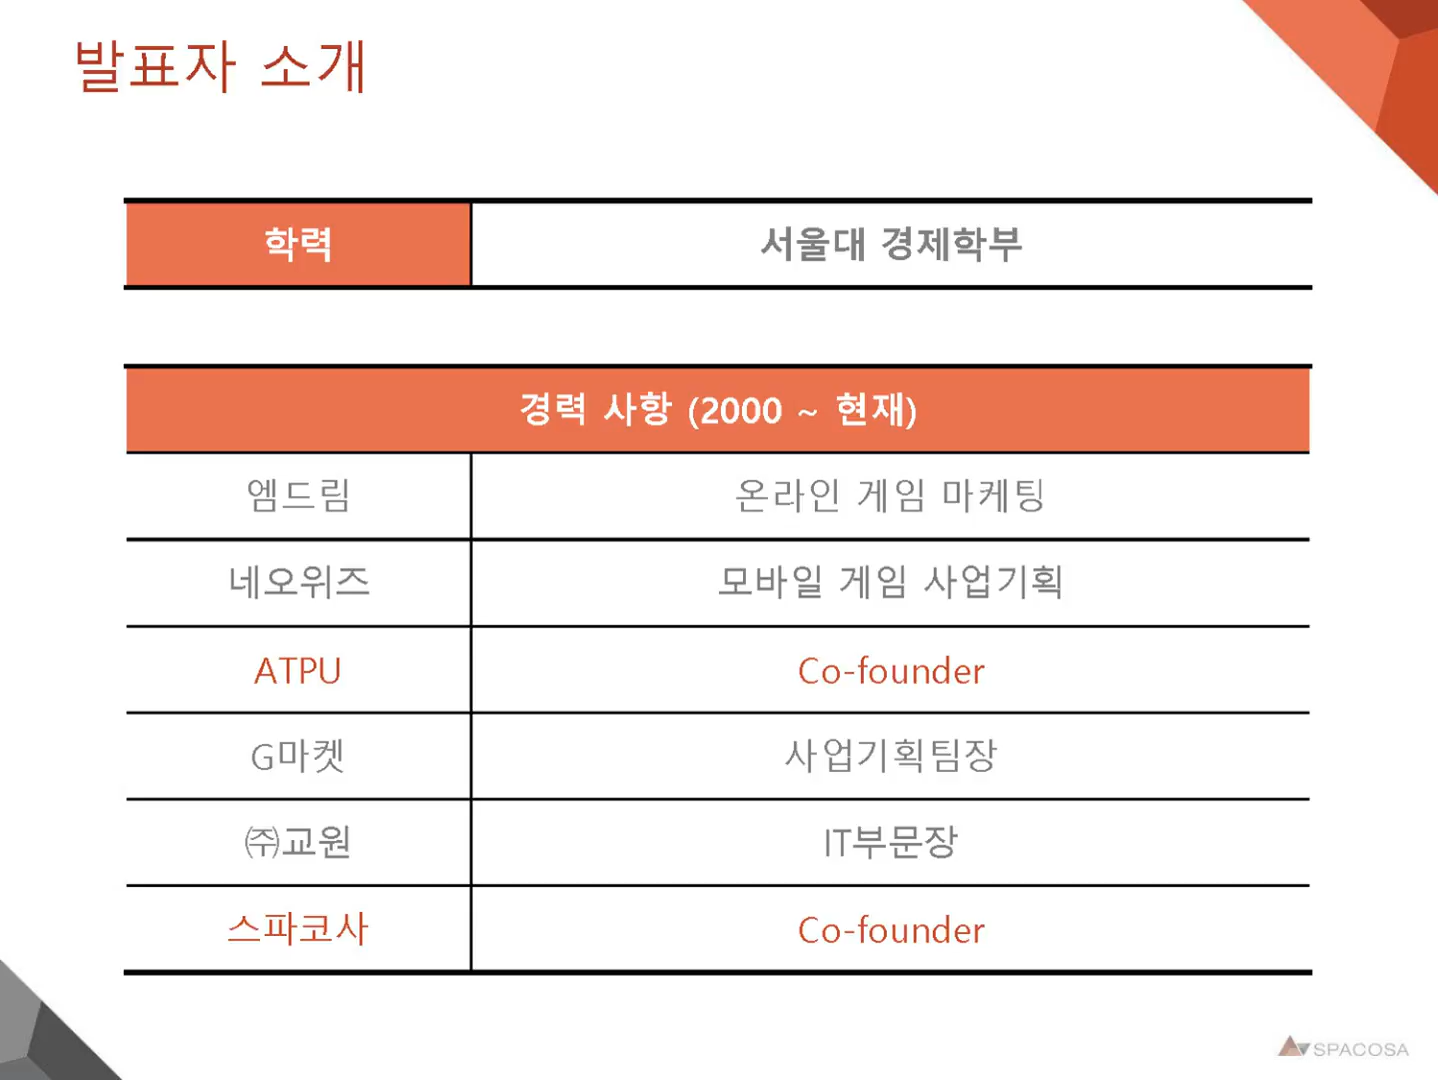 발표자 소개
학력 서울대 경제학부
경력 사항 (2000 ~ 현재)
엠드림 온라인 게임 마케팅
네오위즈 모바일 게임 사업기획
ATPU Co-founder
G마켓 사업기획팀장
㈜교원 IT부문장
스파코사 Co-founder
SPACOSA